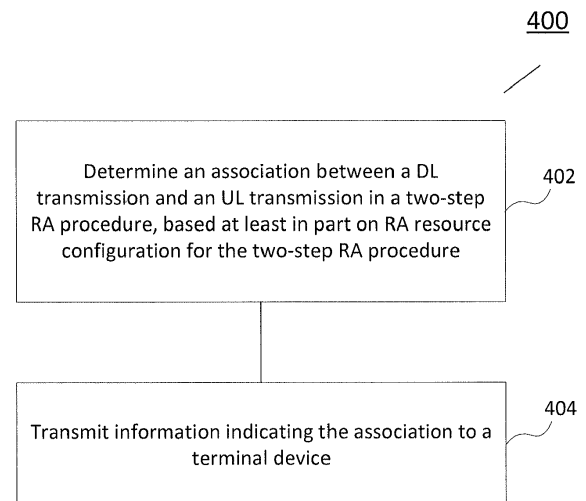 400
Determine an association between a DL
transmission and an UL transmission in a two-step
RA procedure, based at least in part on RA resource
configuration for the two-step RA procedure
402
Transmit information indicating the association to a
terminal device
404